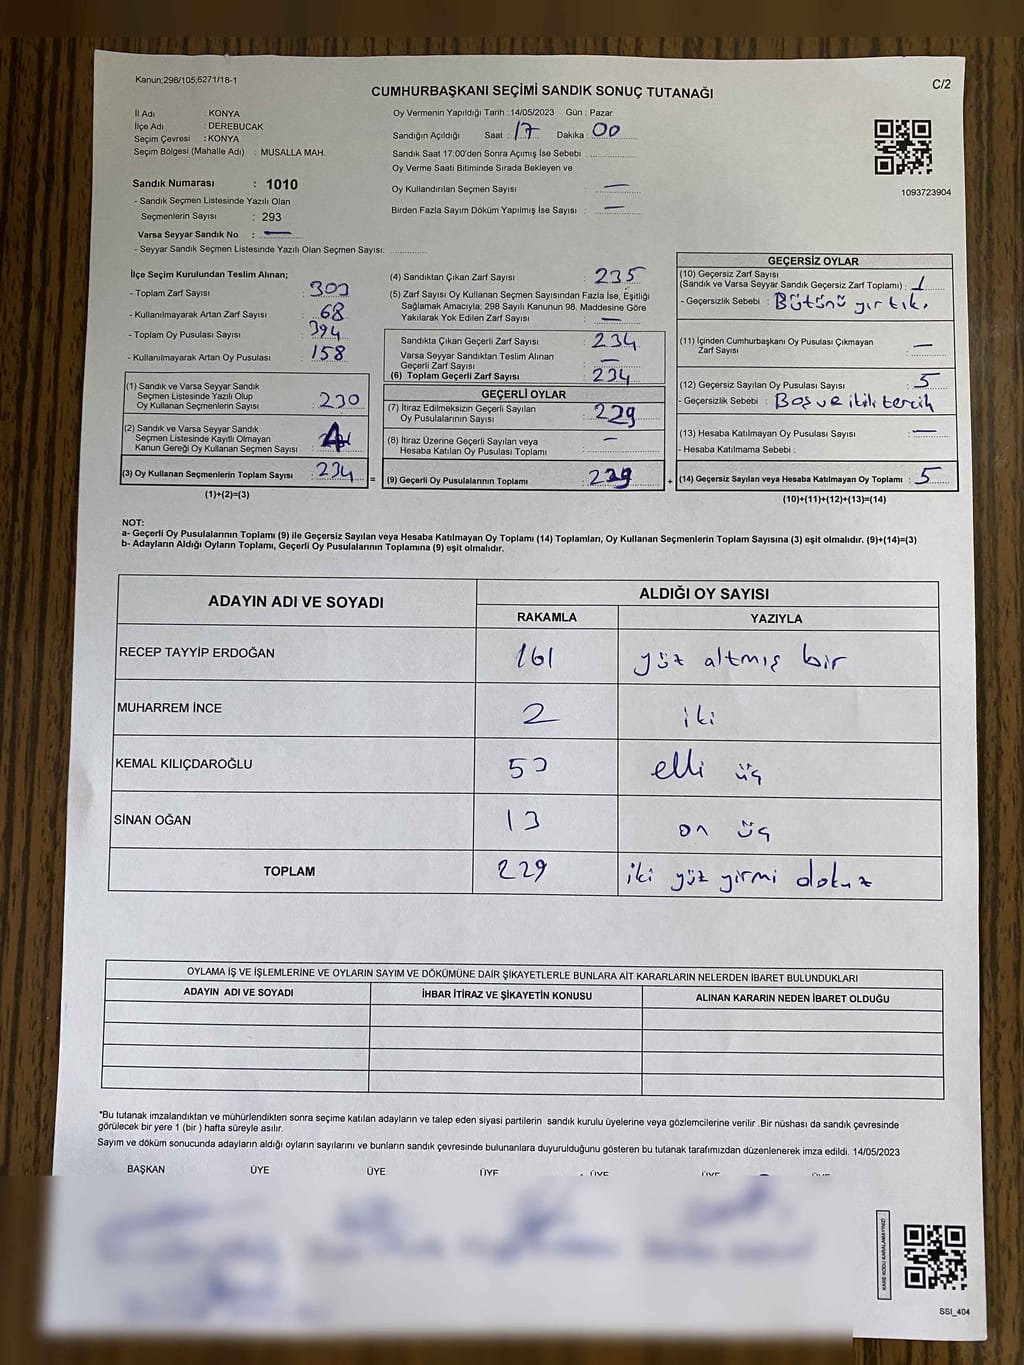 Kanun;298/105,6271/18-1
C/2
CUMHURBAŞKANI SEÇİMİ SANDIK SONUÇ TUTANAĞI
İl Adı : KONYA
İlçe Adı : DEREBUCAK
Seçim Çevresi : KONYA
Seçim Bölgesi (Mahalle Adı) : MUSALLA MAH.
Sandık Numarası : 1010
- Sandık Seçmen Listesinde Yazılı Olan
Seçmenlerin Sayısı : 293
Varsa Seyyar Sandık No : —
- Seyyar Sandık Seçmen Listesinde Yazılı Olan Seçmen Sayısı:
Oy Vermenin Yapıldığı Tarih : 14/05/2023 Gün : Pazar
Sandığın Açıldığı Saat : 17 Dakika : 00
Sandık Saat 17:00'den Sonra Açımış İse Sebebi :
Oy Verme Saati Bitiminde Sırada Bekleyen ve
Oy Kullandırılan Seçmen Sayısı : —
Birden Fazla Sayım Döküm Yapılmış İse Sayısı : —
1093723904
İlçe Seçim Kurulundan Teslim Alınan;
- Toplam Zarf Sayısı : 303
- Kullanılmayarak Artan Zarf Sayısı : 68
- Toplam Oy Pusulası Sayısı : 394
- Kullanılmayarak Artan Oy Pusulası : 158
(1) Sandık ve Varsa Seyyar Sandık
Seçmen Listesinde Yazılı Olup
Oy Kullanan Seçmenlerin Sayısı : 230
(2) Sandık ve Varsa Seyyar Sandık
Seçmen Listesinde Kayıtlı Olmayan
Kanun Gereği Oy Kullanan Seçmen Sayısı : 4
(3) Oy Kullanan Seçmenlerin Toplam Sayısı : 234 =
(1)+(2)=(3)
(4) Sandıktan Çıkan Zarf Sayısı : 235
(5) Zarf Sayısı Oy Kullanan Seçmen Sayısından Fazla İse, Eşitliği
Sağlamak Amacıyla; 298 Sayılı Kanunun 98. Maddesine Göre
Yakılarak Yok Edilen Zarf Sayısı : —
Sandıkta Çıkan Geçerli Zarf Sayısı : 234
Varsa Seyyar Sandıktan Teslim Alınan
Geçerli Zarf Sayısı : —
(6) Toplam Geçerli Zarf Sayısı : 234
GEÇERLİ OYLAR
(7) İtiraz Edilmeksizin Geçerli Sayılan
Oy Pusulalarının Sayısı : 229
(8) İtiraz Üzerine Geçerli Sayılan veya
Hesaba Katılan Oy Pusulası Toplamı : —
(9) Geçerli Oy Pusulalarının Toplamı : 229 +
GEÇERSİZ OYLAR
(10) Geçersiz Zarf Sayısı
(Sandık ve Varsa Seyyar Sandık Geçersiz Zarf Toplamı) : 1
- Geçersizlik Sebebi : Bütünü yırtık.
(11) İçinden Cumhurbaşkanı Oy Pusulası Çıkmayan
Zarf Sayısı : —
(12) Geçersiz Sayılan Oy Pusulası Sayısı : 5
- Geçersizlik Sebebi : Boş ve ikili tercih
(13) Hesaba Katılmayan Oy Pusulası Sayısı : —
- Hesaba Katılmama Sebebi :
(14) Geçersiz Sayılan veya Hesaba Katılmayan Oy Toplamı : 5
(10)+(11)+(12)+(13)=(14)
NOT:
a- Geçerli Oy Pusulalarının Toplamı (9) ile Geçersiz Sayılan veya Hesaba Katılmayan Oy Toplamı (14) Toplamları, Oy Kullanan Seçmenlerin Toplam Sayısına (3) eşit olmalıdır. (9)+(14)=(3)
b- Adayların Aldığı Oyların Toplamı, Geçerli Oy Pusulalarının Toplamına (9) eşit olmalıdır.
ADAYIN ADI VE SOYADI ALDIĞI OY SAYISI
RAKAMLA YAZIYLA
RECEP TAYYİP ERDOĞAN 161 yüz altmış bir
MUHARREM İNCE 2 iki
KEMAL KILIÇDAROĞLU 53 elli üç
SİNAN OĞAN 13 on üç
TOPLAM 229 iki yüz yirmi dokuz
OYLAMA İŞ VE İŞLEMLERİNE VE OYLARIN SAYIM VE DÖKÜMÜNE DAİR ŞİKAYETLERLE BUNLARA AİT KARARLARIN NELERDEN İBARET BULUNDUKLARI
ADAYIN ADI VE SOYADI İHBAR İTİRAZ VE ŞİKAYETİN KONUSU ALINAN KARARIN NEDEN İBARET OLDUĞU
*Bu tutanak imzalandıktan ve mühürlendikten sonra seçime katılan adayların ve talep eden siyasi partilerin sandık kurulu üyelerine veya gözlemcilerine verilir .Bir nüshası da sandık çevresinde
görülecek bir yere 1 (bir ) hafta süreyle asılır.
Sayım ve döküm sonucunda adayların aldığı oyların sayılarını ve bunların sandık çevresinde bulunanlara duyurulduğunu gösteren bu tutanak tarafımızdan düzenlenerek imza edildi. 14/05/2023
BAŞKAN ÜYE ÜYE ÜYE ÜYE ÜYE
KARE KODU KARALAMAYINIZ!
SSI_404